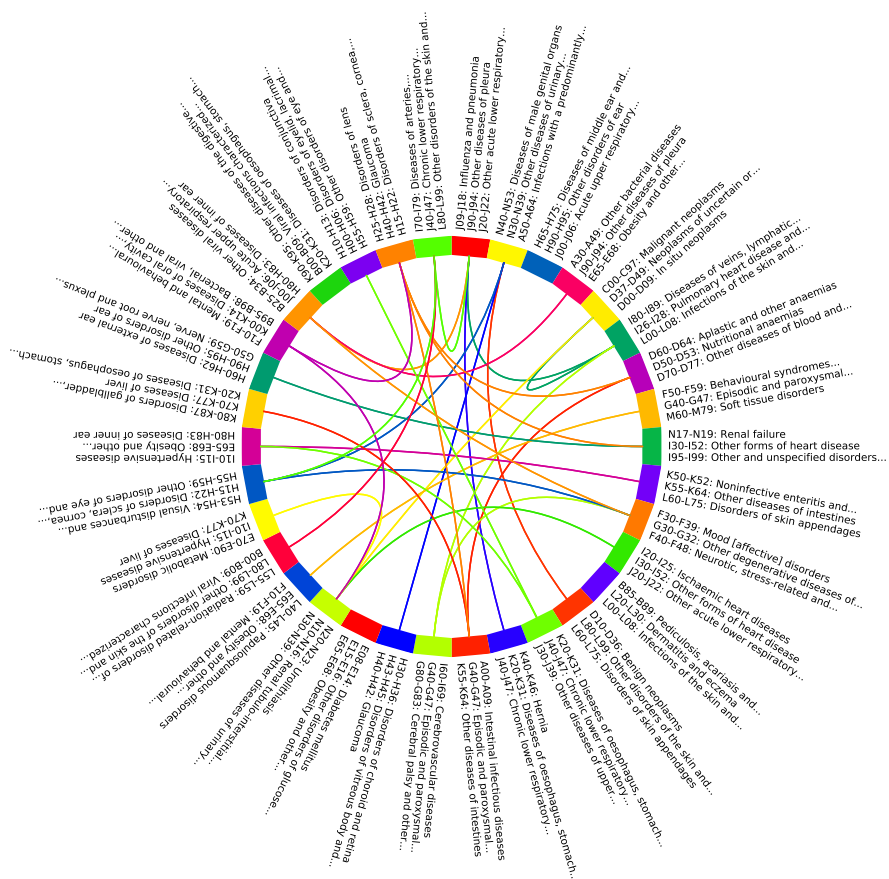 J09-J18: Influenza and pneumonia
J90-J94: Other diseases of pleura
J20-J22: Other acute lower respiratory...
N40-N53: Diseases of male genital organs
N30-N39: Other diseases of urinary...
A50-A64: Infections with a predominantly...
H65-H75: Diseases of middle ear and...
H90-H95: Other disorders of ear
J00-J06: Acute upper respiratory...
A30-A49: Other bacterial diseases
J90-J94: Other diseases of pleura
E65-E68: Obesity and other...
C00-C97: Malignant neoplasms
D37-D49: Neoplasms of uncertain or...
D00-D09: In situ neoplasms
I80-I89: Diseases of veins, lymphatic...
I26-I28: Pulmonary heart disease and...
L00-L08: Infections of the skin and...
D60-D64: Aplastic and other anaemias
D50-D53: Nutritional anaemias
D70-D77: Other diseases of blood and...
F50-F59: Behavioural syndromes...
G40-G47: Episodic and paroxysmal...
M60-M79: Soft tissue disorders
N17-N19: Renal failure
I30-I52: Other forms of heart disease
I95-I99: Other and unspecified disorders...
K50-K52: Noninfective enteritis and...
K55-K64: Other diseases of intestines
L60-L75: Disorders of skin appendages
F30-F39: Mood [affective] disorders
G30-G32: Other degenerative diseases of...
F40-F48: Neurotic, stress-related and...
I20-I25: Ischaemic heart diseases
I30-I52: Other forms of heart disease
J20-J22: Other acute lower respiratory...
B85-B89: Pediculosis, acariasis and...
L20-L30: Dermatitis and eczema
L00-L08: Infections of the skin and...
D10-D36: Benign neoplasms
L80-L99: Other disorders of the skin and...
L60-L75: Disorders of skin appendages
K20-K31: Diseases of oesophagus, stomach...
J40-J47: Chronic lower respiratory...
J30-J39: Other diseases of upper...
K40-K46: Hernia
K20-K31: Diseases of oesophagus, stomach...
J40-J47: Chronic lower respiratory...
A00-A09: Intestinal infectious diseases
G40-G47: Episodic and paroxysmal...
K55-K64: Other diseases of intestines
I60-I69: Cerebrovascular diseases
G40-G47: Episodic and paroxysmal...
G80-G83: Cerebral palsy and other...
H30-H36: Disorders of choroid and retina
H43-H45: Disorders of vitreous body and...
H40-H42: Glaucoma
E08-E14: Diabetes mellitus
E15-E16: Other disorders of glucose...
E65-E68: Obesity and other...
N20-N23: Urolithiasis
N10-N16: Renal tubulo-interstitial...
N30-N39: Other diseases of urinary...
L40-L45: Papulosquamous disorders
E65-E68: Obesity and other...
F10-F19: Mental and behavioural...
L55-L59: Radiation-related disorders of...
L80-L99: Other disorders of the skin and...
B00-B09: Viral infections characterized...
E70-E90: Metabolic disorders
I10-I15: Hypertensive diseases
K70-K77: Diseases of liver
H53-H54: Visual disturbances and...
H15-H22: Disorders of sclera, cornea,...
H55-H59: Other disorders of eye and...
I10-I15: Hypertensive diseases
E65-E68: Obesity and other...
H80-H83: Diseases of inner ear
K80-K87: Disorders of gallbladder,...
K70-K77: Diseases of liver
K20-K31: Diseases of oesophagus, stomach...
H60-H62: Diseases of external ear
H90-H95: Other disorders of ear
G50-G59: Nerve, nerve root and plexus...
F10-F19: Mental and behavioural...
K00-K14: Diseases of oral cavity,...
B95-B98: Bacterial, viral and other...
B25-B34: Other viral diseases
J00-J06: Acute upper respiratory...
H80-H83: Diseases of inner ear
K90-K95: Other diseases of the digestive...
B00-B09: Viral infections characterized...
K20-K31: Diseases of oesophagus, stomach...
H10-H13: Disorders of conjunctiva
H00-H06: Disorders of eyelid, lacrimal...
H55-H59: Other disorders of eye and...
H25-H28: Disorders of lens
H40-H42: Glaucoma
H15-H22: Disorders of sclera, cornea,...
I70-I79: Diseases of arteries,...
J40-J47: Chronic lower respiratory...
L80-L99: Other disorders of the skin and...